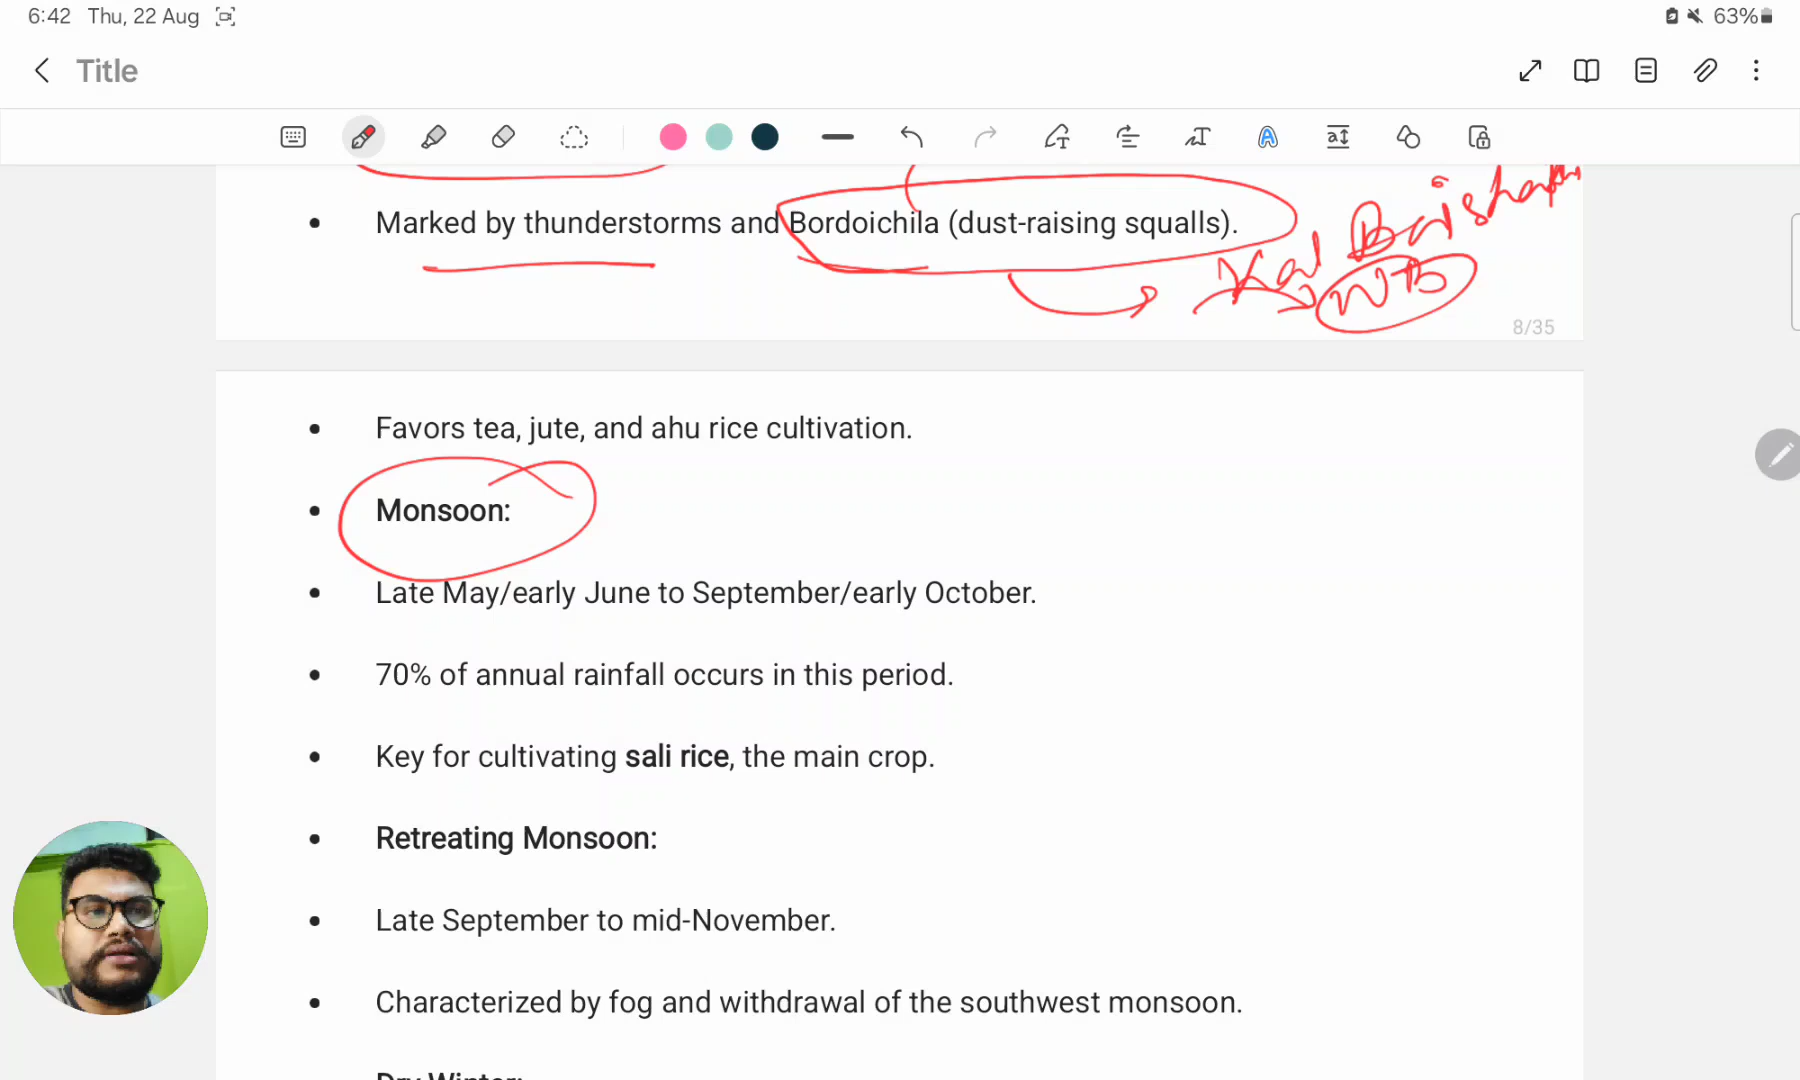 6:42 Thu, 22 Aug
63%
Title
Marked by thunderstorms and Bordoichila (dust-raising squalls).
Kal Baishakhi
WB
8/35
Favors tea, jute, and ahu rice cultivation.
Monsoon:
Late May/early June to September/early October.
70% of annual rainfall occurs in this period.
Key for cultivating sali rice, the main crop.
Retreating Monsoon:
Late September to mid-November.
Characterized by fog and withdrawal of the southwest monsoon.
Dry Winter: